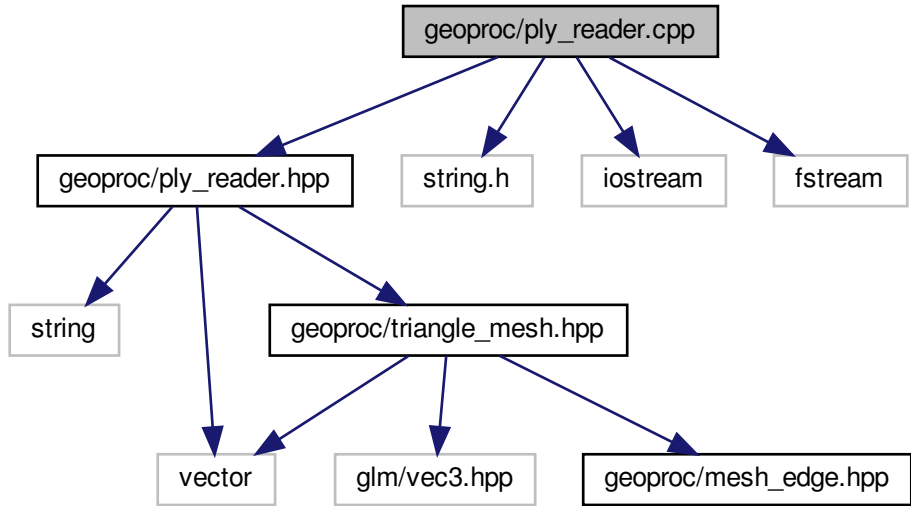 geoproc/ply_reader.cpp
geoproc/ply_reader.hpp
string.h
iostream
fstream
string
geoproc/triangle_mesh.hpp
vector
glm/vec3.hpp
geoproc/mesh_edge.hpp